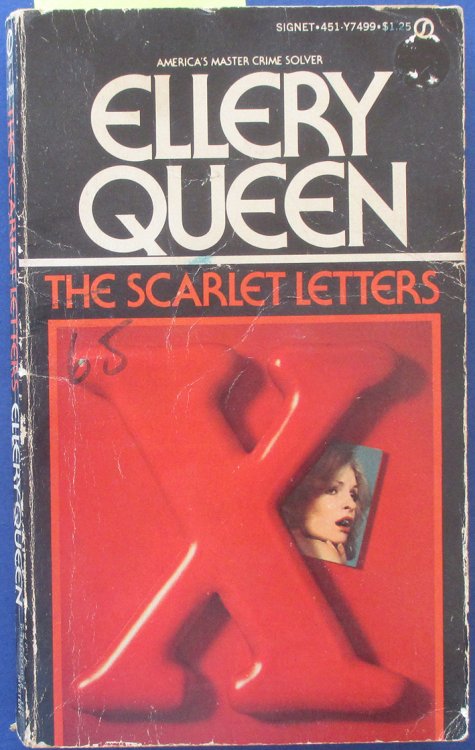 SIGNET • 451-Y7499 • $1.25
AMERICA'S MASTER CRIME SOLVER
ELLERY
QUEEN
THE SCARLET LETTERS
65
X
THE SCARLET LETTERS ELLERY QUEEN